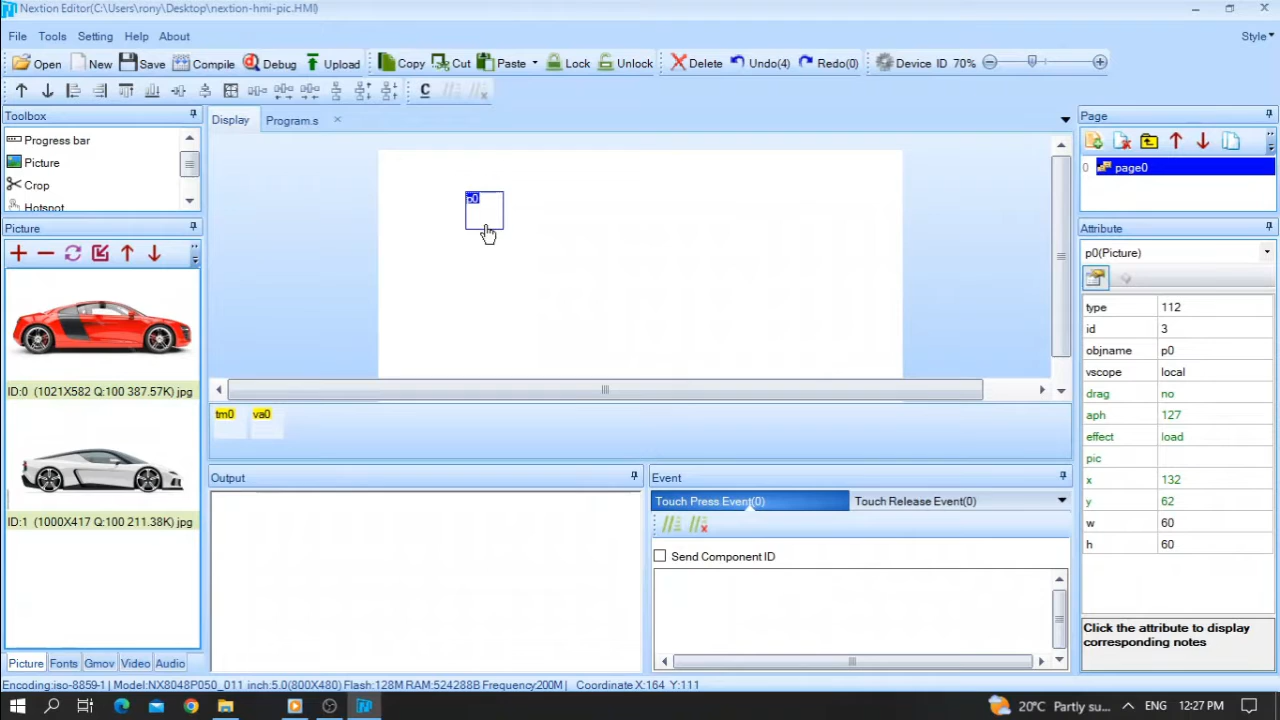 Nextion Editor(C:\Users\rony\Desktop\nextion-hmi-pic.HMI)
File Tools Setting Help About Style
Open New Save Compile Debug Upload Copy Cut Paste Lock Unlock Delete Undo(4) Redo(0) Device ID 70%
C
Toolbox
Progress bar
Picture
Crop
Hotspot
Picture
ID:0 (1021X582 Q:100 387.57K) jpg
ID:1 (1000X417 Q:100 211.38K) jpg
Picture Fonts Gmov Video Audio
Display Program.s
p0
tm0 va0
Output
Event
Touch Press Event(0) Touch Release Event(0)
Send Component ID
Page
0 page0
Attribute
p0(Picture)
type 112
id 3
objname p0
vscope local
drag no
aph 127
effect load
pic
x 132
y 62
w 60
h 60
Click the attribute to display
corresponding notes
Encoding:iso-8859-1 Model:NX8048P050_011 inch:5.0(800X480) Flash:128M RAM:524288B Frequency200M Coordinate X:164 Y:111
20°C Partly su... ENG 12:27 PM